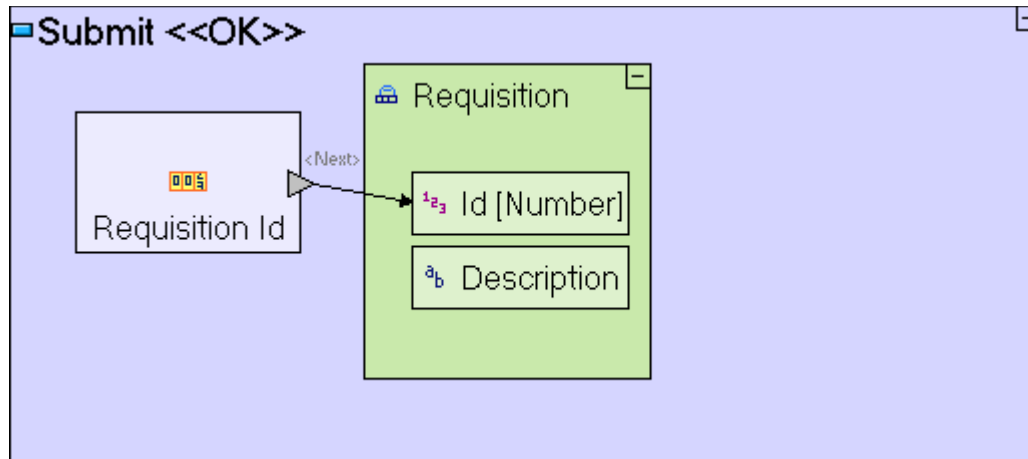 Submit <<OK>>
Requisition
<Next>
Id [Number]
Requisition Id
Description